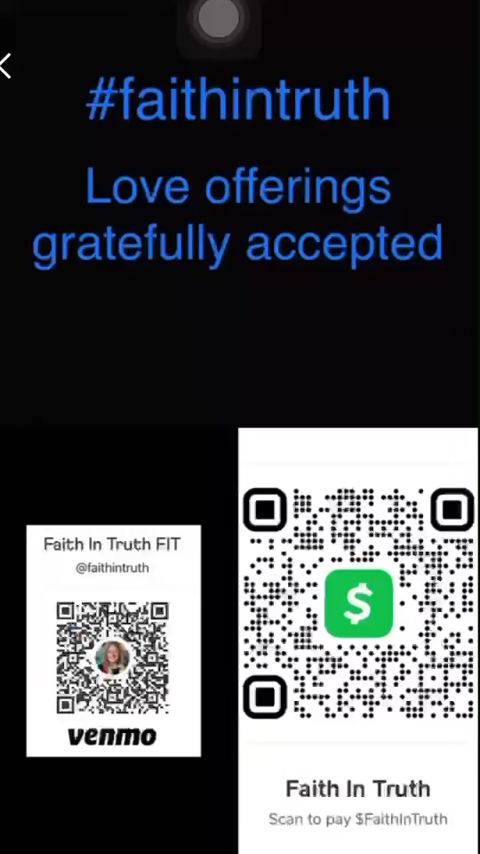 #faithintruth
Love offerings
gratefully accepted
Faith In Truth FIT
@faithintruth
venmo
$
Faith In Truth
Scan to pay $FaithInTruth